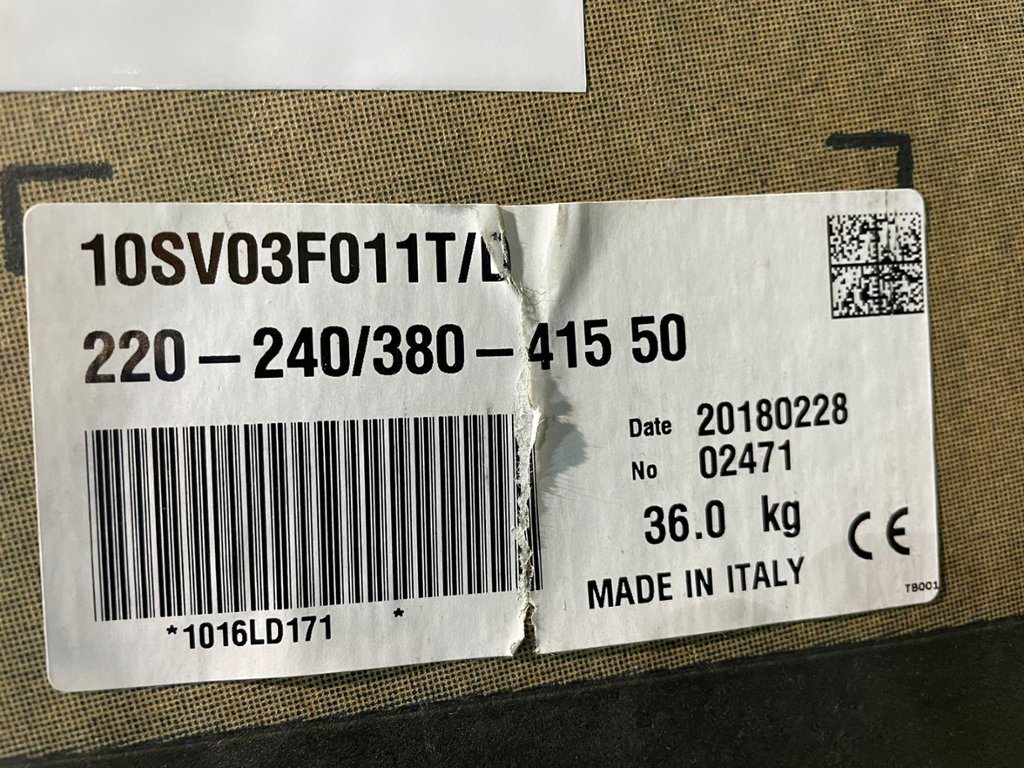 10SV03F011T/D
220-240/380-415 50
Date 20180228
No 02471
36.0 kg
CE
MADE IN ITALY
TB001
*1016LD171 *